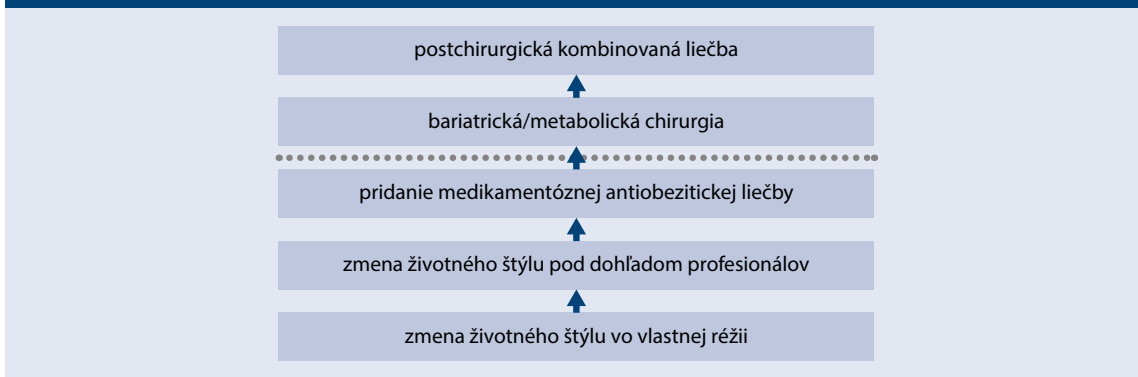 postchirurgická kombinovaná liečba
bariatrická/metabolická chirurgia
pridanie medikamentóznej antiobezitickej liečby
zmena životného štýlu pod dohľadom profesionálov
zmena životného štýlu vo vlastnej réžii